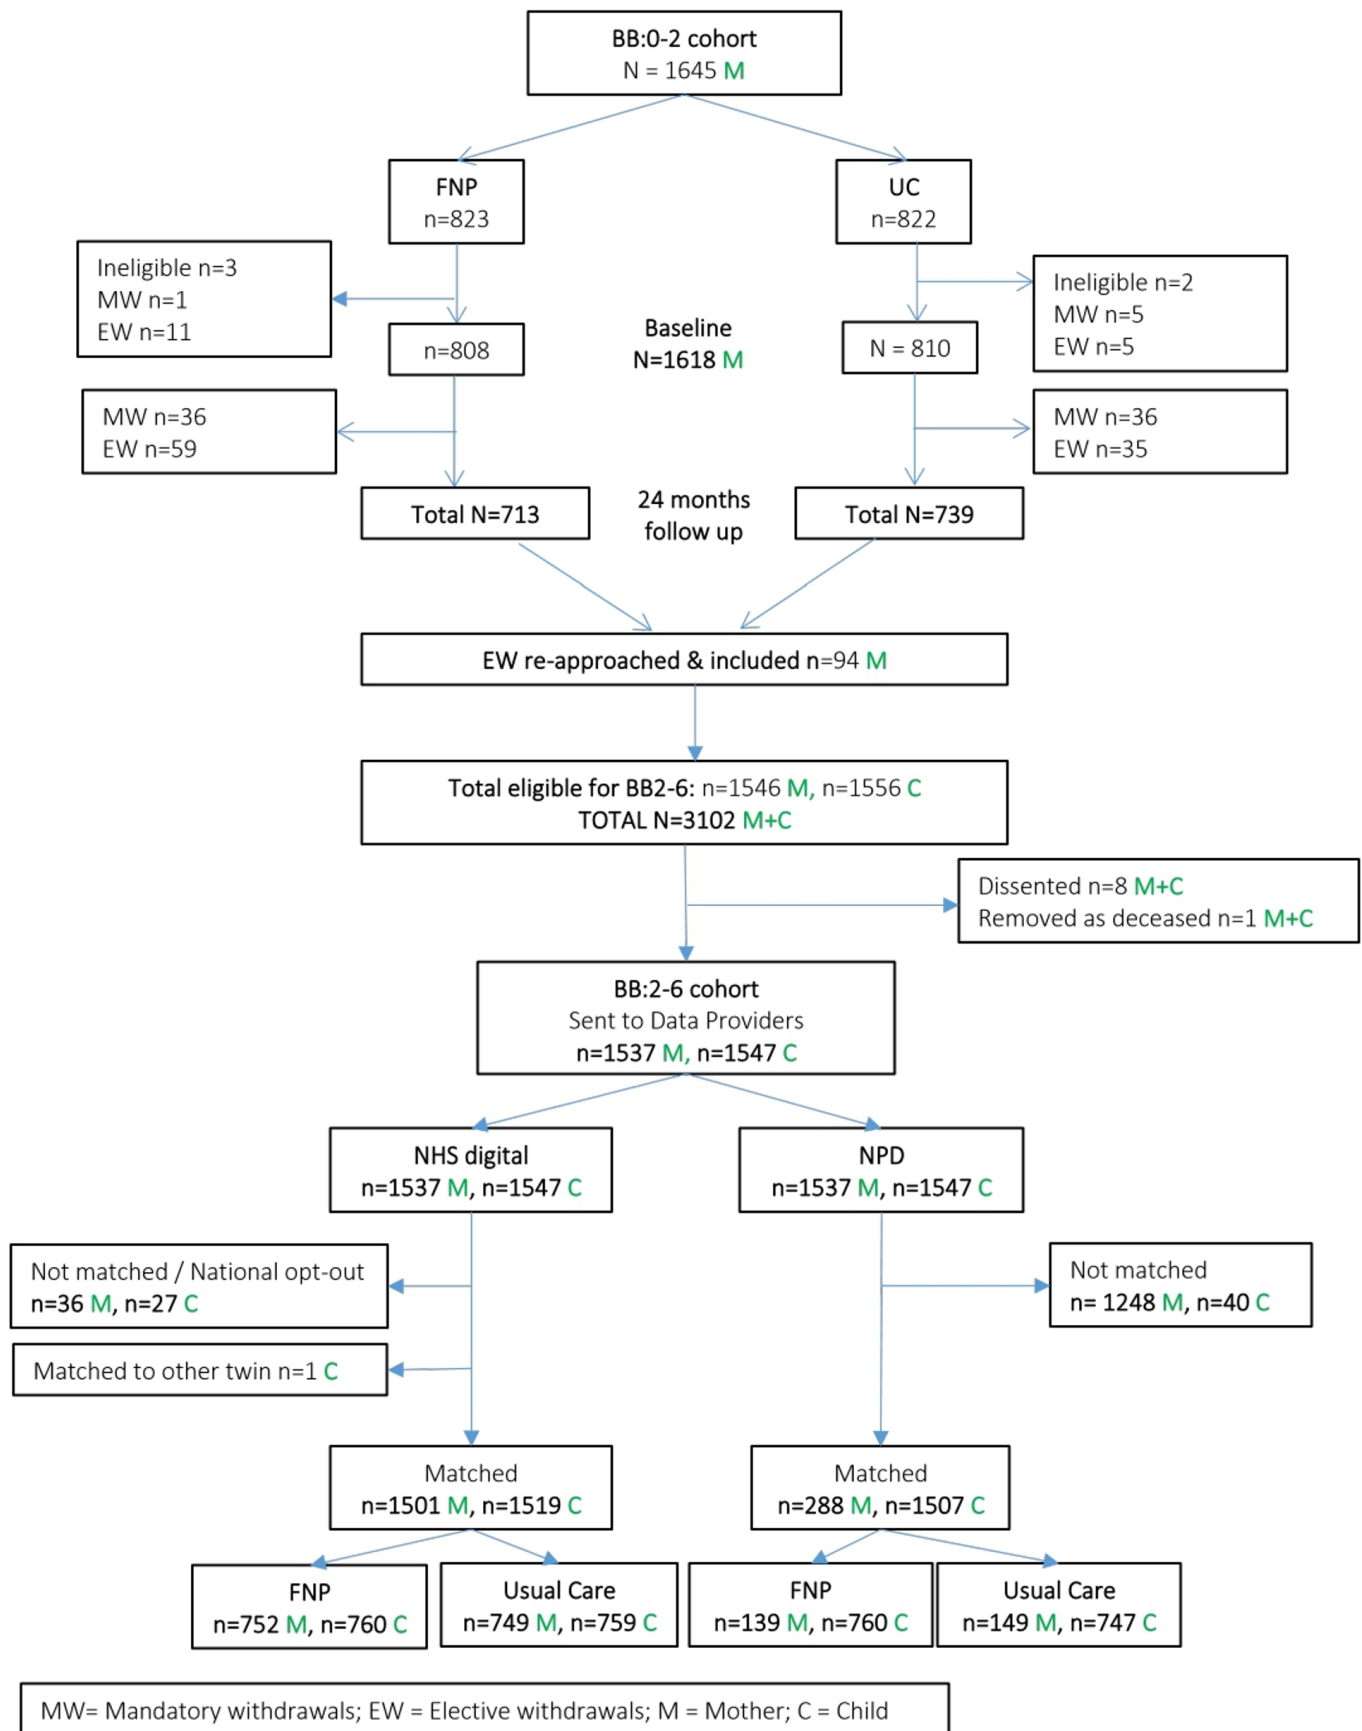 BB:0-2 cohort
N = 1645 M
FNP
n=823
UC
n=822
Ineligible n=3
MW n=1
EW n=11
Ineligible n=2
MW n=5
EW n=5
n=808
Baseline
N=1618 M
N = 810
MW n=36
EW n=59
MW n=36
EW n=35
Total N=713
24 months
follow up
Total N=739
EW re-approached & included n=94 M
Total eligible for BB2-6: n=1546 M, n=1556 C
TOTAL N=3102 M+C
Dissented n=8 M+C
Removed as deceased n=1 M+C
BB:2-6 cohort
Sent to Data Providers
n=1537 M, n=1547 C
NHS digital
n=1537 M, n=1547 C
NPD
n=1537 M, n=1547 C
Not matched / National opt-out
n=36 M, n=27 C
Not matched
n= 1248 M, n=40 C
Matched to other twin n=1 C
Matched
n=1501 M, n=1519 C
Matched
n=288 M, n=1507 C
FNP
n=752 M, n=760 C
Usual Care
n=749 M, n=759 C
FNP
n=139 M, n=760 C
Usual Care
n=149 M, n=747 C
MW= Mandatory withdrawals; EW = Elective withdrawals; M = Mother; C = Child